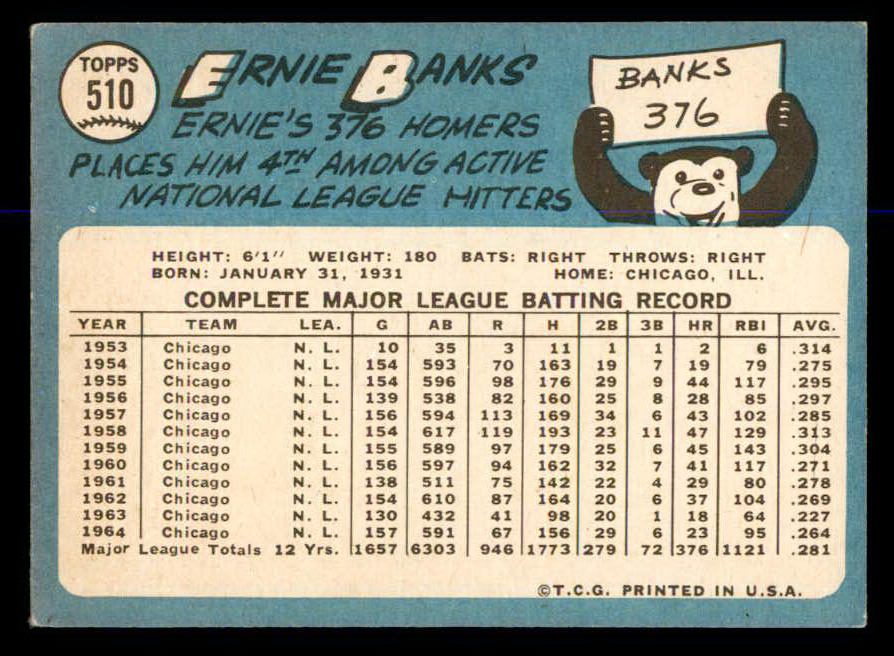 TOPPS
510
ERNIE BANKS
ERNIE'S 376 HOMERS
PLACES HIM 4TH AMONG ACTIVE
NATIONAL LEAGUE HITTERS
BANKS
376
HEIGHT: 6'1" WEIGHT: 180 BATS: RIGHT THROWS: RIGHT
BORN: JANUARY 31, 1931 HOME: CHICAGO, ILL.
COMPLETE MAJOR LEAGUE BATTING RECORD
YEAR TEAM LEA. G AB R H 2B 3B HR RBI AVG.
1953 Chicago N. L. 10 35 3 11 1 1 2 6 .314
1954 Chicago N. L. 154 593 70 163 19 7 19 79 .275
1955 Chicago N. L. 154 596 98 176 29 9 44 117 .295
1956 Chicago N. L. 139 538 82 160 25 8 28 85 .297
1957 Chicago N. L. 156 594 113 169 34 6 43 102 .285
1958 Chicago N. L. 154 617 119 193 23 11 47 129 .313
1959 Chicago N. L. 155 589 97 179 25 6 45 143 .304
1960 Chicago N. L. 156 597 94 162 32 7 41 117 .271
1961 Chicago N. L. 138 511 75 142 22 4 29 80 .278
1962 Chicago N. L. 154 610 87 164 20 6 37 104 .269
1963 Chicago N. L. 130 432 41 98 20 1 18 64 .227
1964 Chicago N. L. 157 591 67 156 29 6 23 95 .264
Major League Totals 12 Yrs. 1657 6303 946 1773 279 72 376 1121 .281
©T.C.G. PRINTED IN U.S.A.